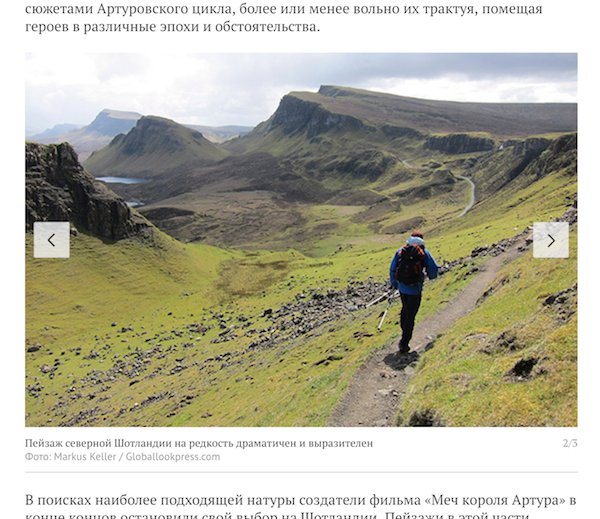 сюжетами Артуровского цикла, более или менее вольно их трактуя, помещая
героев в различные эпохи и обстоятельства.
Пейзаж северной Шотландии на редкость драматичен и выразителен
2/3
Фото: Markus Keller / Globallookpress.com
В поисках наиболее подходящей натуры создатели фильма «Меч короля Артура» в
конце концов остановили свой выбор на Шотландии. Пейзажи в этой части